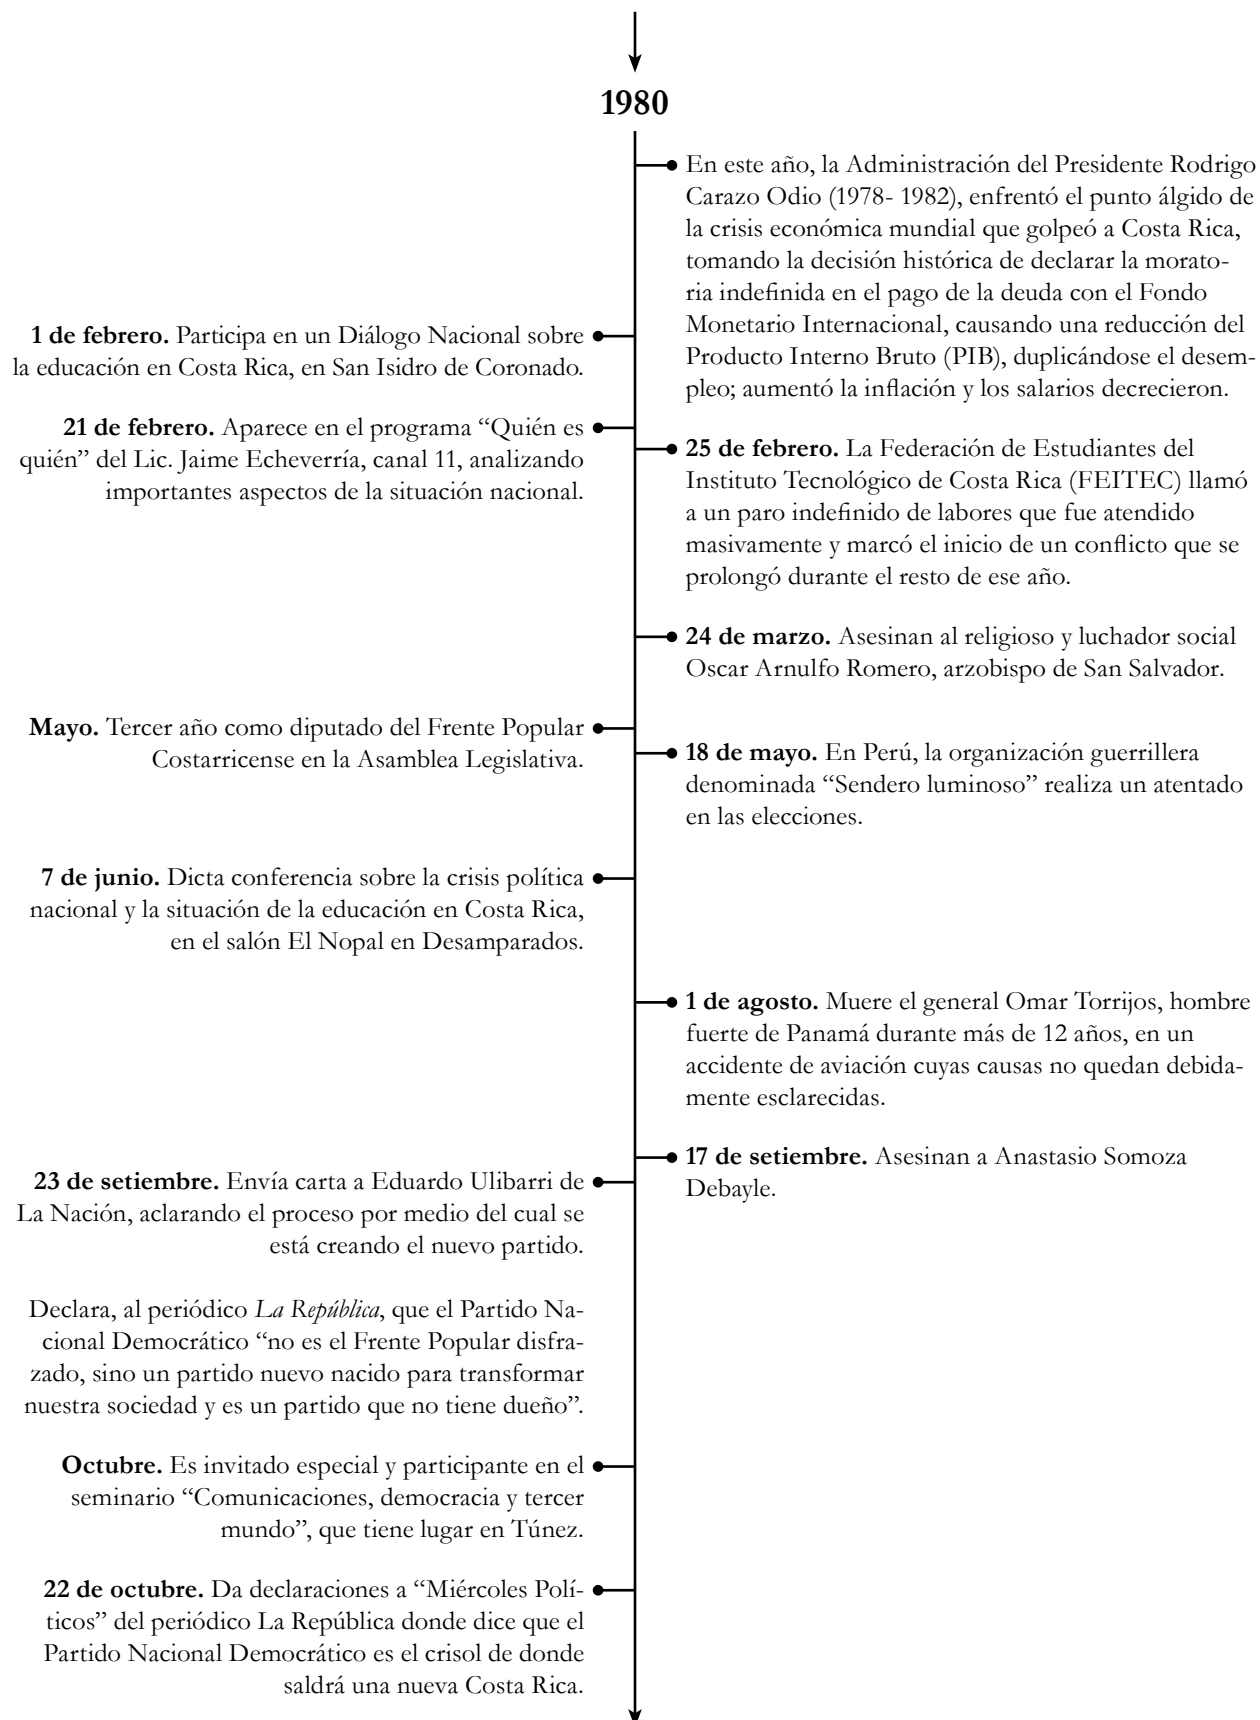 1980
En este año, la Administración del Presidente Rodrigo
Carazo Odio (1978- 1982), enfrentó el punto álgido de
la crisis económica mundial que golpeó a Costa Rica,
tomando la decisión histórica de declarar la morato-
ria indefinida en el pago de la deuda con el Fondo
Monetario Internacional, causando una reducción del
Producto Interno Bruto (PIB), duplicándose el desem-
pleo; aumentó la inflación y los salarios decrecieron.
1 de febrero. Participa en un Diálogo Nacional sobre
la educación en Costa Rica, en San Isidro de Coronado.
21 de febrero. Aparece en el programa “Quién es
quién” del Lic. Jaime Echeverría, canal 11, analizando
importantes aspectos de la situación nacional.
25 de febrero. La Federación de Estudiantes del
Instituto Tecnológico de Costa Rica (FEITEC) llamó
a un paro indefinido de labores que fue atendido
masivamente y marcó el inicio de un conflicto que se
prolongó durante el resto de ese año.
24 de marzo. Asesinan al religioso y luchador social
Oscar Arnulfo Romero, arzobispo de San Salvador.
Mayo. Tercer año como diputado del Frente Popular
Costarricense en la Asamblea Legislativa.
18 de mayo. En Perú, la organización guerrillera
denominada “Sendero luminoso” realiza un atentado
en las elecciones.
7 de junio. Dicta conferencia sobre la crisis política
nacional y la situación de la educación en Costa Rica,
en el salón El Nopal en Desamparados.
1 de agosto. Muere el general Omar Torrijos, hombre
fuerte de Panamá durante más de 12 años, en un
accidente de aviación cuyas causas no quedan debida-
mente esclarecidas.
17 de setiembre. Asesinan a Anastasio Somoza
Debayle.
23 de setiembre. Envía carta a Eduardo Ulibarri de
La Nación, aclarando el proceso por medio del cual se
está creando el nuevo partido.
Declara, al periódico La República, que el Partido Na-
cional Democrático “no es el Frente Popular disfra-
zado, sino un partido nuevo nacido para transformar
nuestra sociedad y es un partido que no tiene dueño”.
Octubre. Es invitado especial y participante en el
seminario “Comunicaciones, democracia y tercer
mundo”, que tiene lugar en Túnez.
22 de octubre. Da declaraciones a “Miércoles Polí-
ticos” del periódico La República donde dice que el
Partido Nacional Democrático es el crisol de donde
saldrá una nueva Costa Rica.